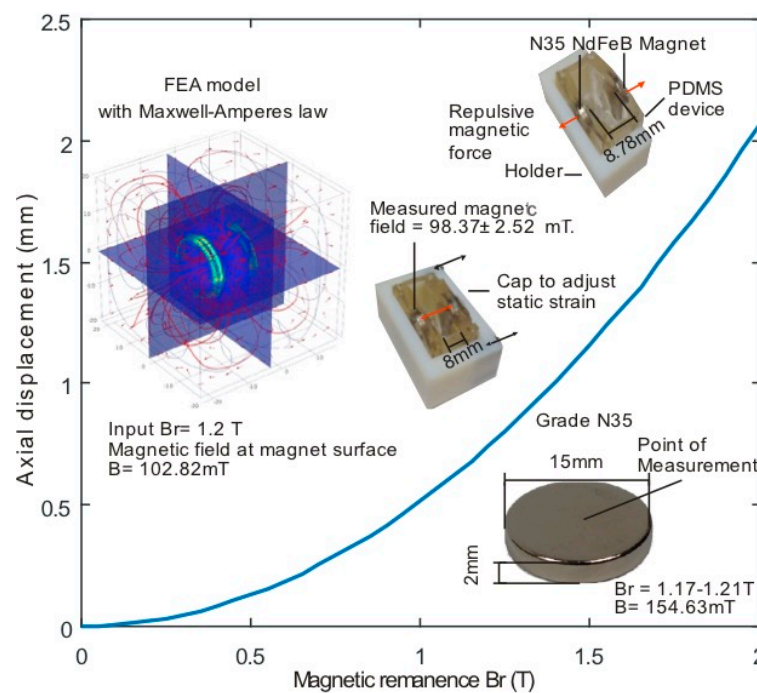 2.5
2
1.5
1
0.5
0
Axial displacement (mm)
FEA model
with Maxwell-Amperes law
Input Br= 1.2 T
Magnetic field at magnet surface
B= 102.82mT
N35 NdFeB Magnet
PDMS
device
Repulsive
magnetic
force
8.78mm
Holder
Measured magnetic
field = 98.37± 2.52 mT.
Cap to adjust
static strain
8mm
Grade N35
15mm
Point of
Measurement
2mm
Br = 1.17-1.21T
B= 154.63mT
0
0.5
1
1.5
2
Magnetic remanence Br (T)